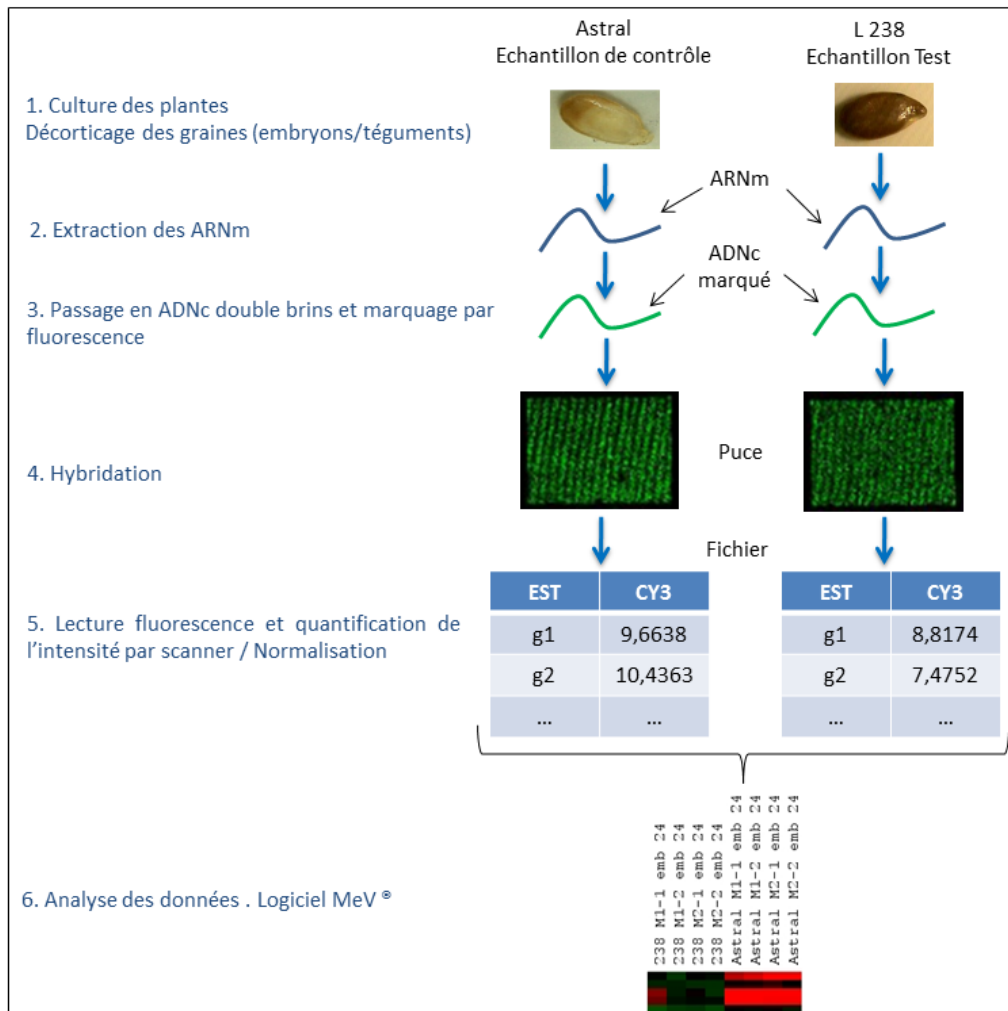 Astral
Echantillon de contrôle
L 238
Echantillon Test
1. Culture des plantes
Décorticage des graines (embryons/téguments)
ARNm
2. Extraction des ARNm
ADNc
marqué
3. Passage en ADNc double brins et marquage par
fluorescence
Puce
4. Hybridation
Fichier
EST CY3
g1 9,6638
g2 10,4363
... ...
EST CY3
g1 8,8174
g2 7,4752
... ...
5. Lecture fluorescence et quantification de
l'intensité par scanner / Normalisation
238 M1-1 emb 24
238 M1-2 emb 24
238 M2-1 emb 24
238 M2-2 emb 24
Astral M1-1 emb 24
Astral M1-2 emb 24
Astral M2-1 emb 24
Astral M2-2 emb 24
6. Analyse des données . Logiciel MeV ®